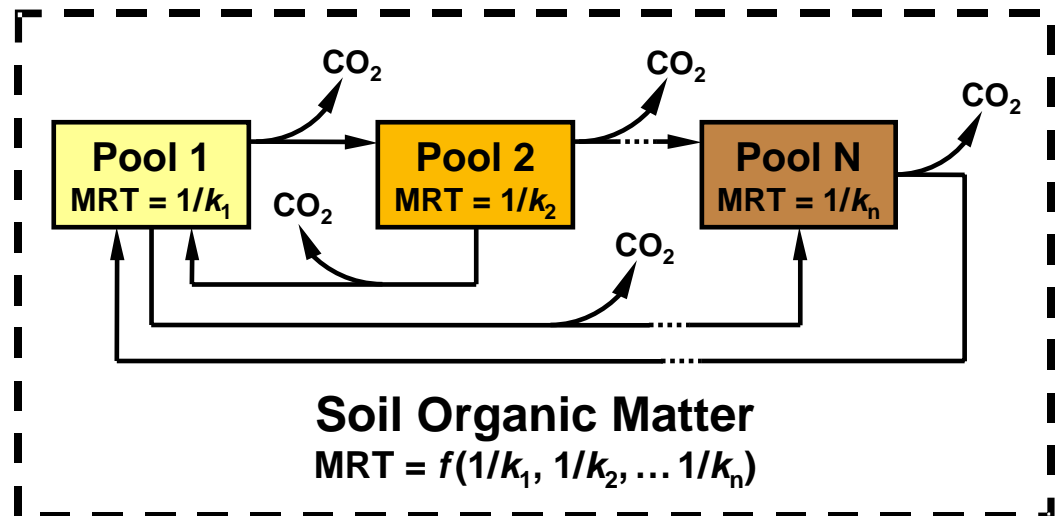 CO₂
CO₂
CO₂
Pool 1
MRT = 1/k₁
Pool 2
MRT = 1/k₂
Pool N
MRT = 1/kₙ
CO₂
CO₂
Soil Organic Matter
MRT = f(1/k₁, 1/k₂,… 1/kₙ)